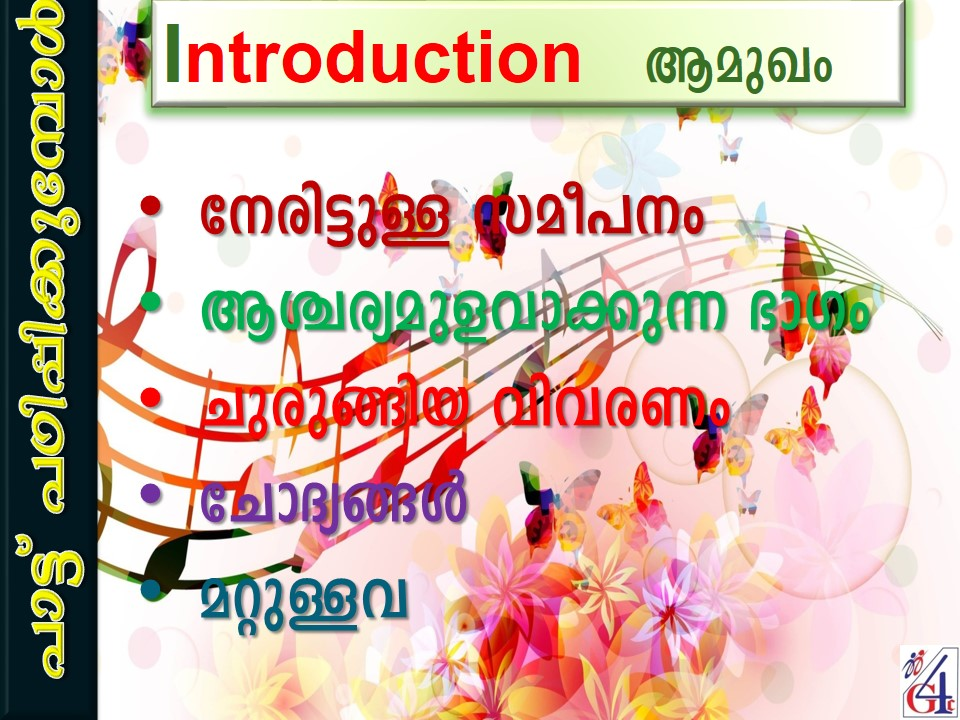 Introduction ആമുഖം
• നേരിട്ടുള്ള സമീപനം
• ആശ്ചര്യമുളവാക്കുന്ന ഭാഗം
• ചുരുങ്ങിയ വിവരണം
• ചോദ്യങ്ങൾ
• മറ്റുള്ളവ
പാട്ട് പഠിപ്പിക്കുമ്പോൾ